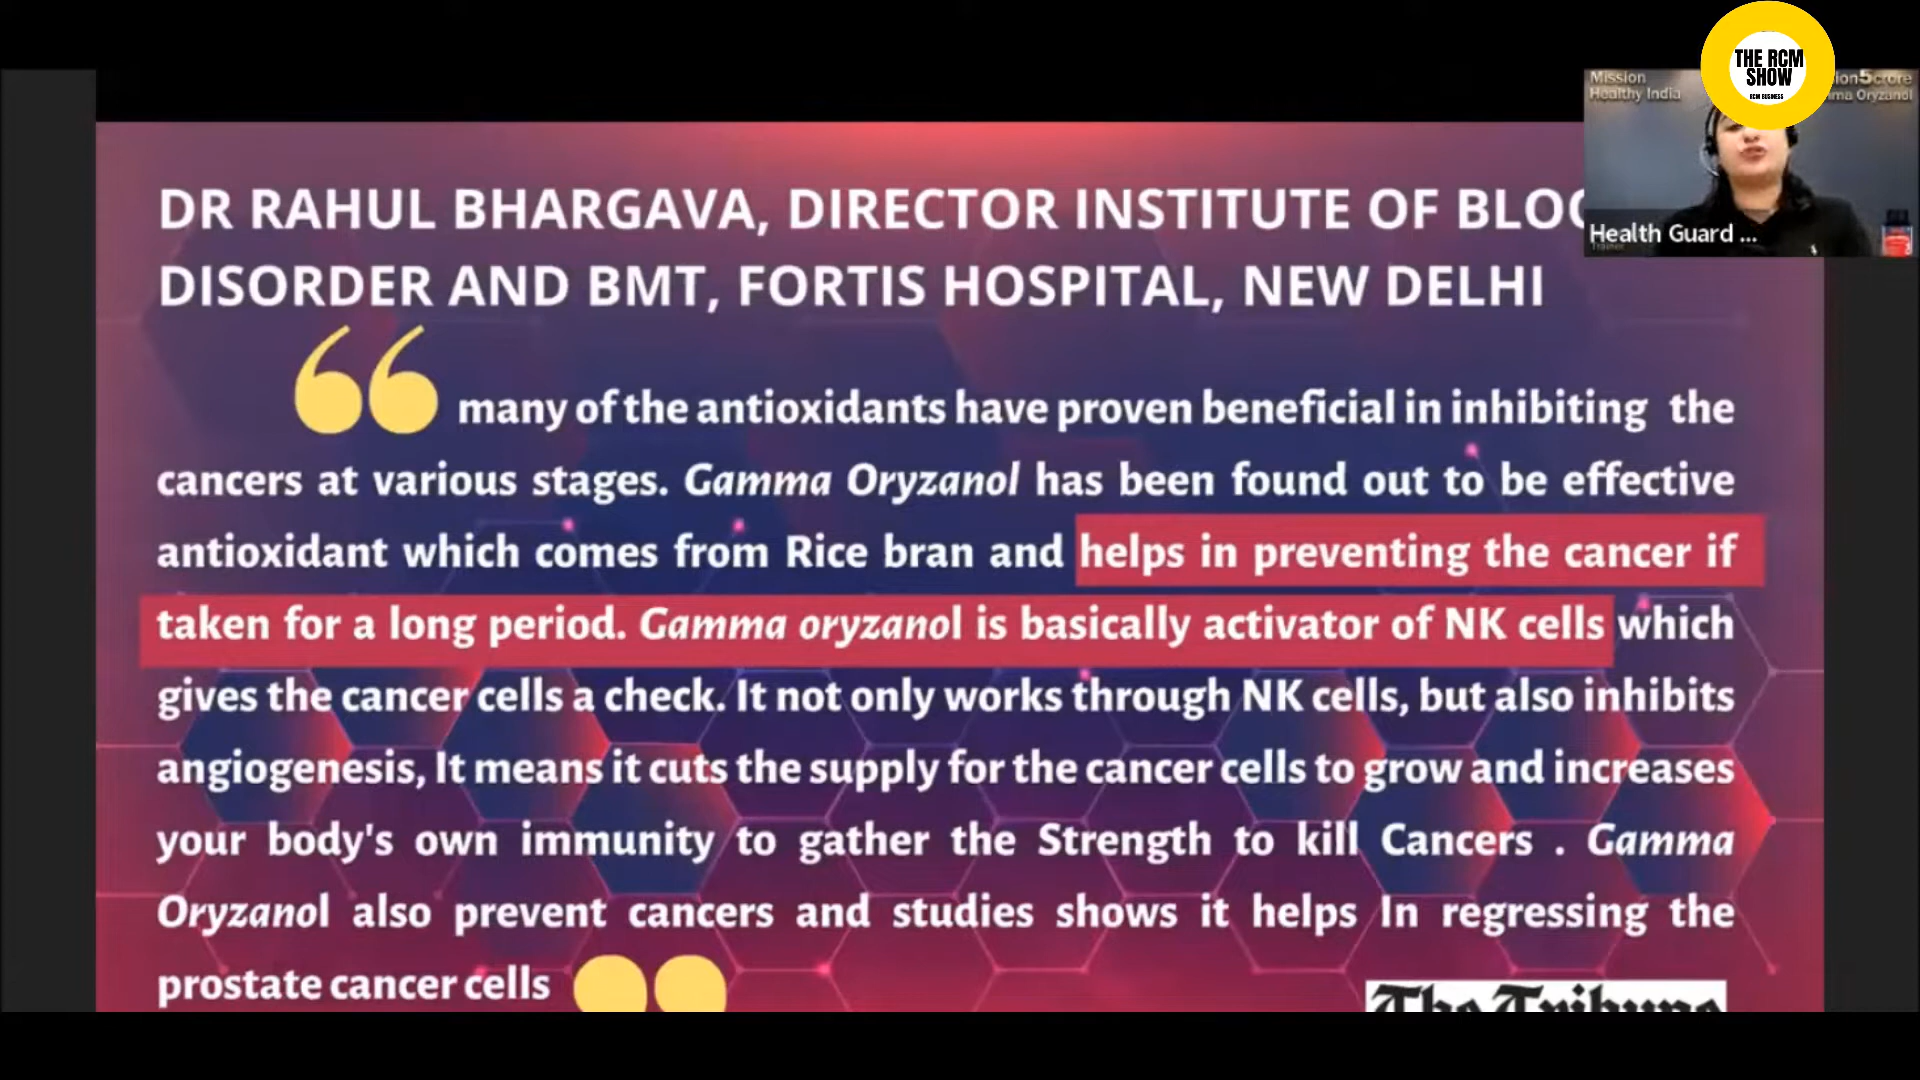 THE RCM
SHOW
RCM BUSINESS
Mission
Healthy India
Health Guard ...
Trainer
DR RAHUL BHARGAVA, DIRECTOR INSTITUTE OF
DISORDER AND BMT, FORTIS HOSPITAL, NEW DELHI
“ many of the antioxidants have proven beneficial in inhibiting the
cancers at various stages. Gamma Oryzanol has been found out to be effective
antioxidant which comes from Rice bran and helps in preventing the cancer if
taken for a long period. Gamma oryzanol is basically activator of NK cells which
gives the cancer cells a check. It not only works through NK cells, but also inhibits
angiogenesis, It means it cuts the supply for the cancer cells to grow and increases
your body's own immunity to gather the Strength to kill Cancers . Gamma
Oryzanol also prevent cancers and studies shows it helps In regressing the
prostate cancer cells ”
The Tribune